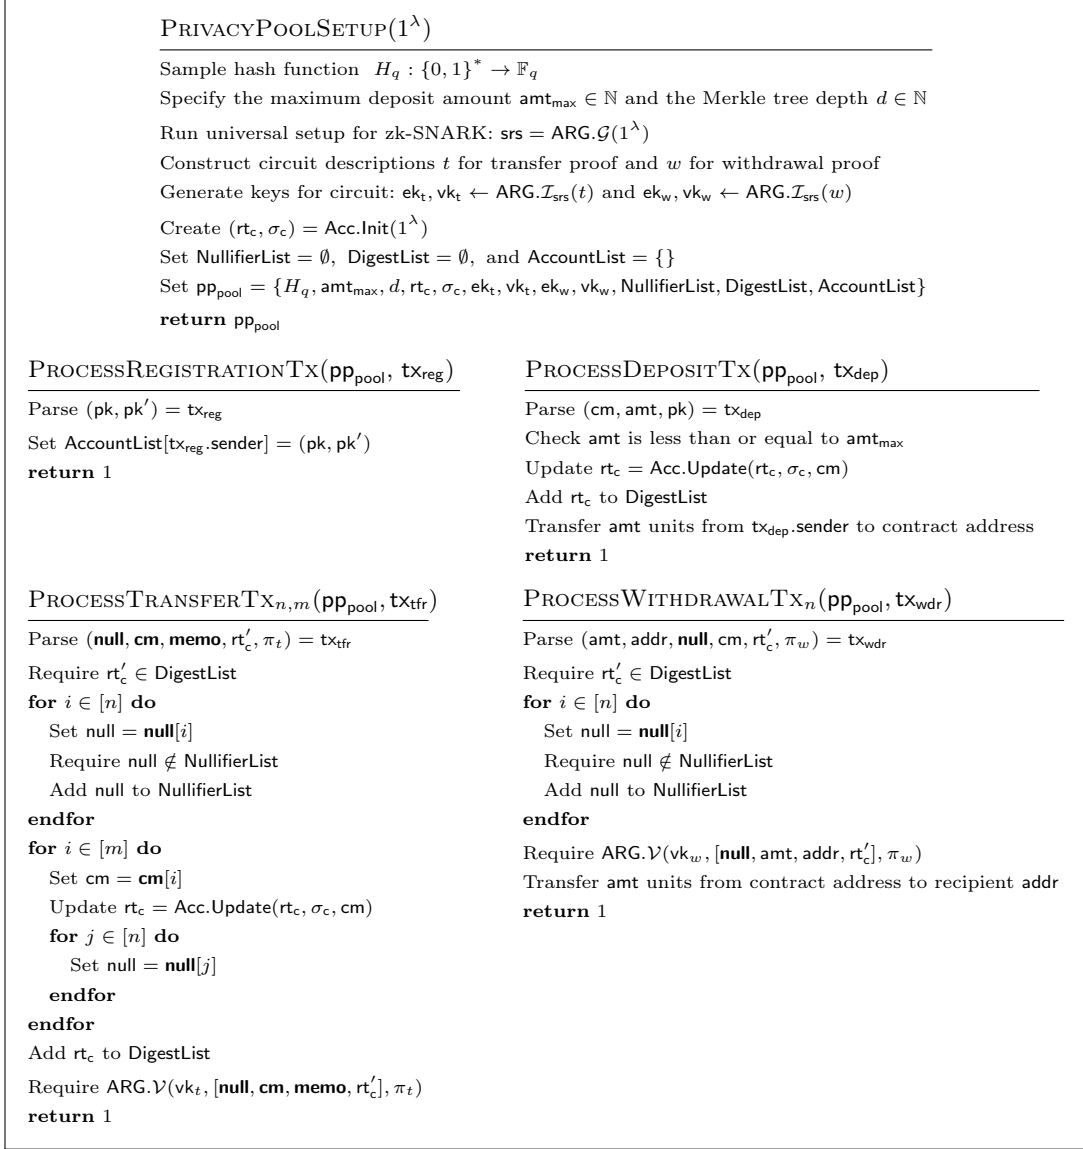 PRIVACYPOOLSETUP(1^λ)
Sample hash function H_q : {0, 1}^* → 𝔽_q
Specify the maximum deposit amount amt_max ∈ ℕ and the Merkle tree depth d ∈ ℕ
Run universal setup for zk-SNARK: srs = ARG.𝒢(1^λ)
Construct circuit descriptions t for transfer proof and w for withdrawal proof
Generate keys for circuit: ek_t, vk_t ← ARG.ℐ_srs(t) and ek_w, vk_w ← ARG.ℐ_srs(w)
Create (rt_c, σ_c) = Acc.Init(1^λ)
Set NullifierList = ∅, DigestList = ∅, and AccountList = {}
Set pp_pool = {H_q, amt_max, d, rt_c, σ_c, ek_t, vk_t, ek_w, vk_w, NullifierList, DigestList, AccountList}
return pp_pool
PROCESSREGISTRATIONTX(pp_pool, tx_reg)
Parse (pk, pk′) = tx_reg
Set AccountList[tx_reg.sender] = (pk, pk′)
return 1
PROCESSDEPOSITTX(pp_pool, tx_dep)
Parse (cm, amt, pk) = tx_dep
Check amt is less than or equal to amt_max
Update rt_c = Acc.Update(rt_c, σ_c, cm)
Add rt_c to DigestList
Transfer amt units from tx_dep.sender to contract address
return 1
PROCESSTRANSFERTX_n,m(pp_pool, tx_tfr)
Parse (null, cm, memo, rt′_c, π_t) = tx_tfr
Require rt′_c ∈ DigestList
for i ∈ [n] do
Set null = null[i]
Require null ∉ NullifierList
Add null to NullifierList
endfor
for i ∈ [m] do
Set cm = cm[i]
Update rt_c = Acc.Update(rt_c, σ_c, cm)
for j ∈ [n] do
Set null = null[j]
endfor
endfor
Add rt_c to DigestList
Require ARG.𝒱(vk_t, [null, cm, memo, rt′_c], π_t)
return 1
PROCESSWITHDRAWALTX_n(pp_pool, tx_wdr)
Parse (amt, addr, null, cm, rt′_c, π_w) = tx_wdr
Require rt′_c ∈ DigestList
for i ∈ [n] do
Set null = null[i]
Require null ∉ NullifierList
Add null to NullifierList
endfor
Require ARG.𝒱(vk_w, [null, amt, addr, rt′_c], π_w)
Transfer amt units from contract address to recipient addr
return 1